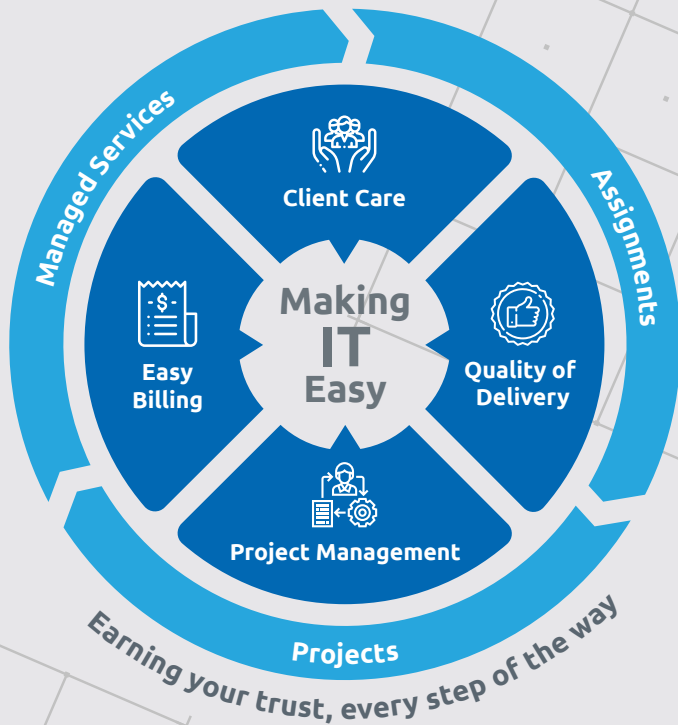 Managed Services
Assignments
Client Care
Making
IT
Easy
Easy
Billing
-$-
Quality of
Delivery
Project Management
Projects
Earning your trust, every step of the way